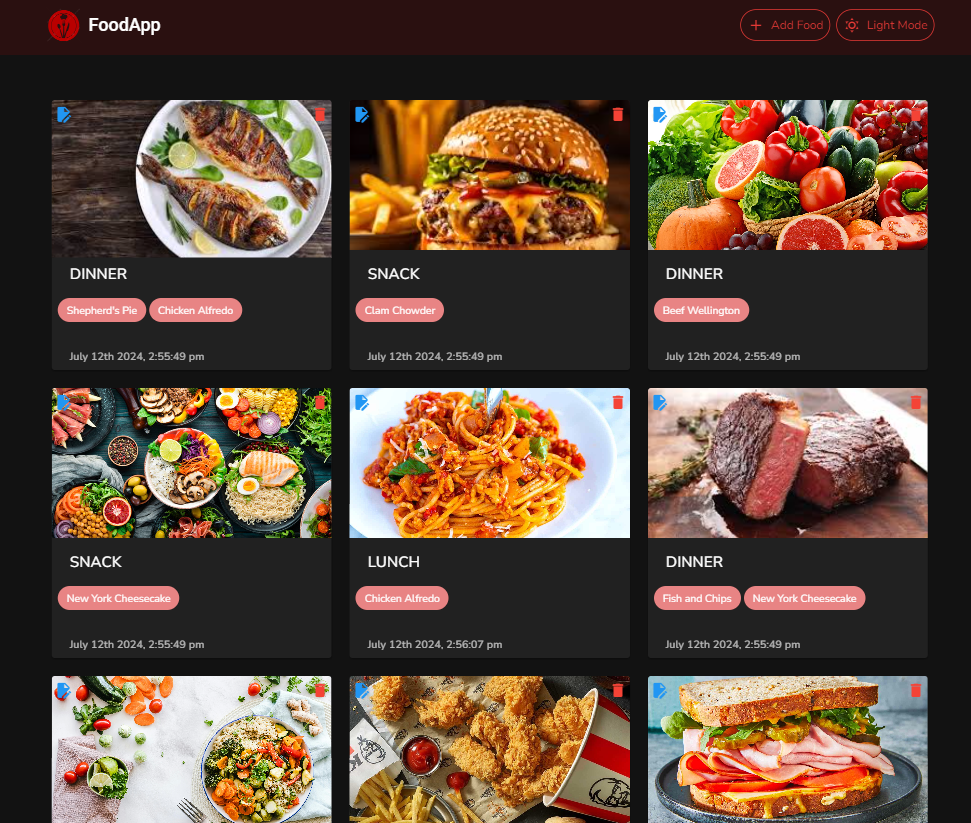 FoodApp
Add Food
Light Mode
DINNER
Shepherd's Pie
Chicken Alfredo
July 12th 2024, 2:55:49 pm
SNACK
Clam Chowder
July 12th 2024, 2:55:49 pm
DINNER
Beef Wellington
July 12th 2024, 2:55:49 pm
SNACK
New York Cheesecake
July 12th 2024, 2:55:49 pm
LUNCH
Chicken Alfredo
July 12th 2024, 2:56:07 pm
DINNER
Fish and Chips
New York Cheesecake
July 12th 2024, 2:55:49 pm